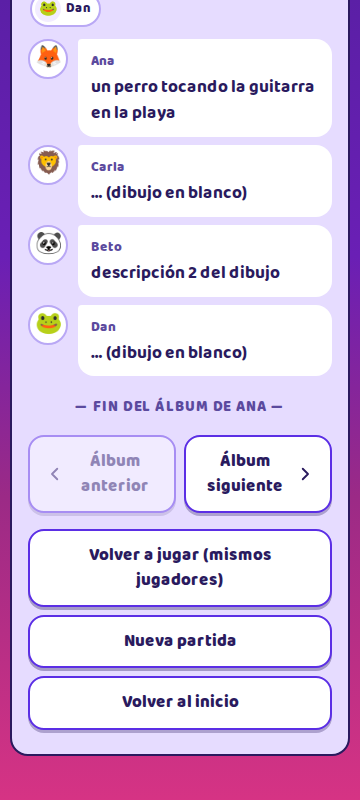 Dan
Ana
un perro tocando la guitarra
en la playa
Carla
... (dibujo en blanco)
Beto
descripción 2 del dibujo
Dan
... (dibujo en blanco)
— FIN DEL ÁLBUM DE ANA —
Álbum
anterior
Álbum
siguiente
Volver a jugar (mismos
jugadores)
Nueva partida
Volver al inicio